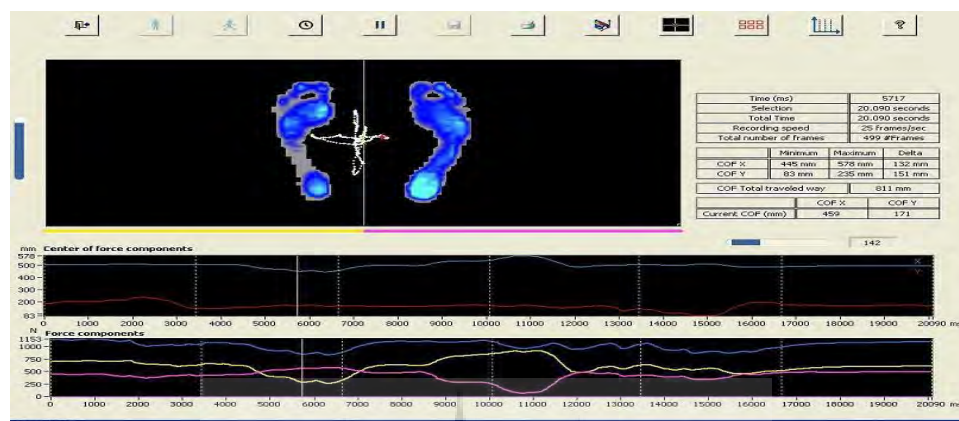 ?
Time (ms) 5717
Selection 20.090 seconds
Total Time 20.090 seconds
Recording speed 25 frames/sec
Total number of frames 499 #Frames
Minimum Maximum Delta
COF X 445 mm 578 mm 132 mm
COF Y 83 mm 235 mm 151 mm
COF Total traveled way 811 mm
COF X COF Y
Current COF (mm) 459 171
142
mm Center of force components
578
500
400
300
200
83
X
Y
0 1000 2000 3000 4000 5000 6000 7000 8000 9000 10000 11000 12000 13000 14000 15000 16000 17000 18000 20090 ms
N Force components
1153
1000
750
500
250
0
0 1000 2000 3000 4000 5000 6000 7000 8000 9000 10000 11000 12000 13000 14000 15000 16000 17000 18000 20090 ms